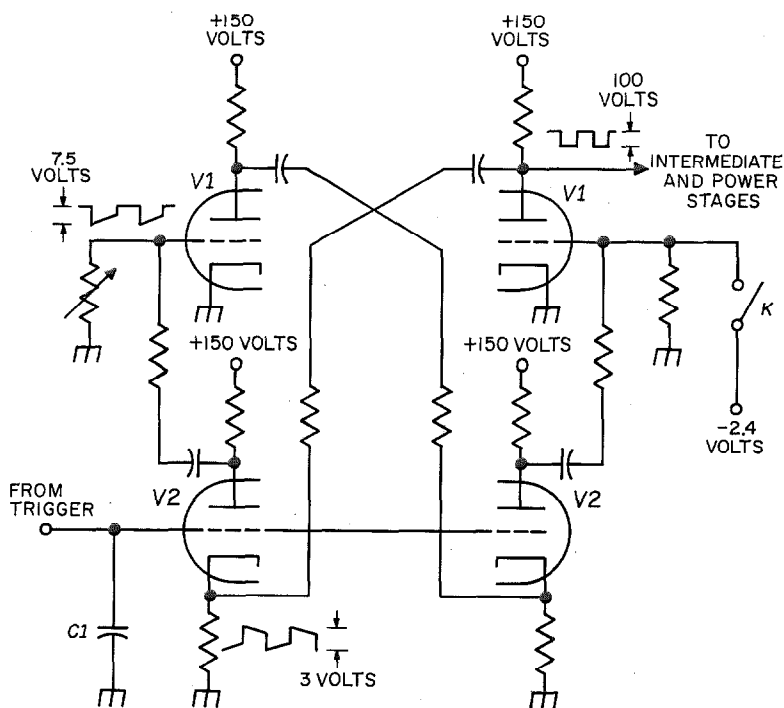 +150
VOLTS
+150
VOLTS
100
VOLTS
TO
INTERMEDIATE
AND POWER
STAGES
7.5
VOLTS
V1
V1
K
+150 VOLTS
+150 VOLTS
-2.4
VOLTS
FROM
TRIGGER
V2
V2
C1
3 VOLTS